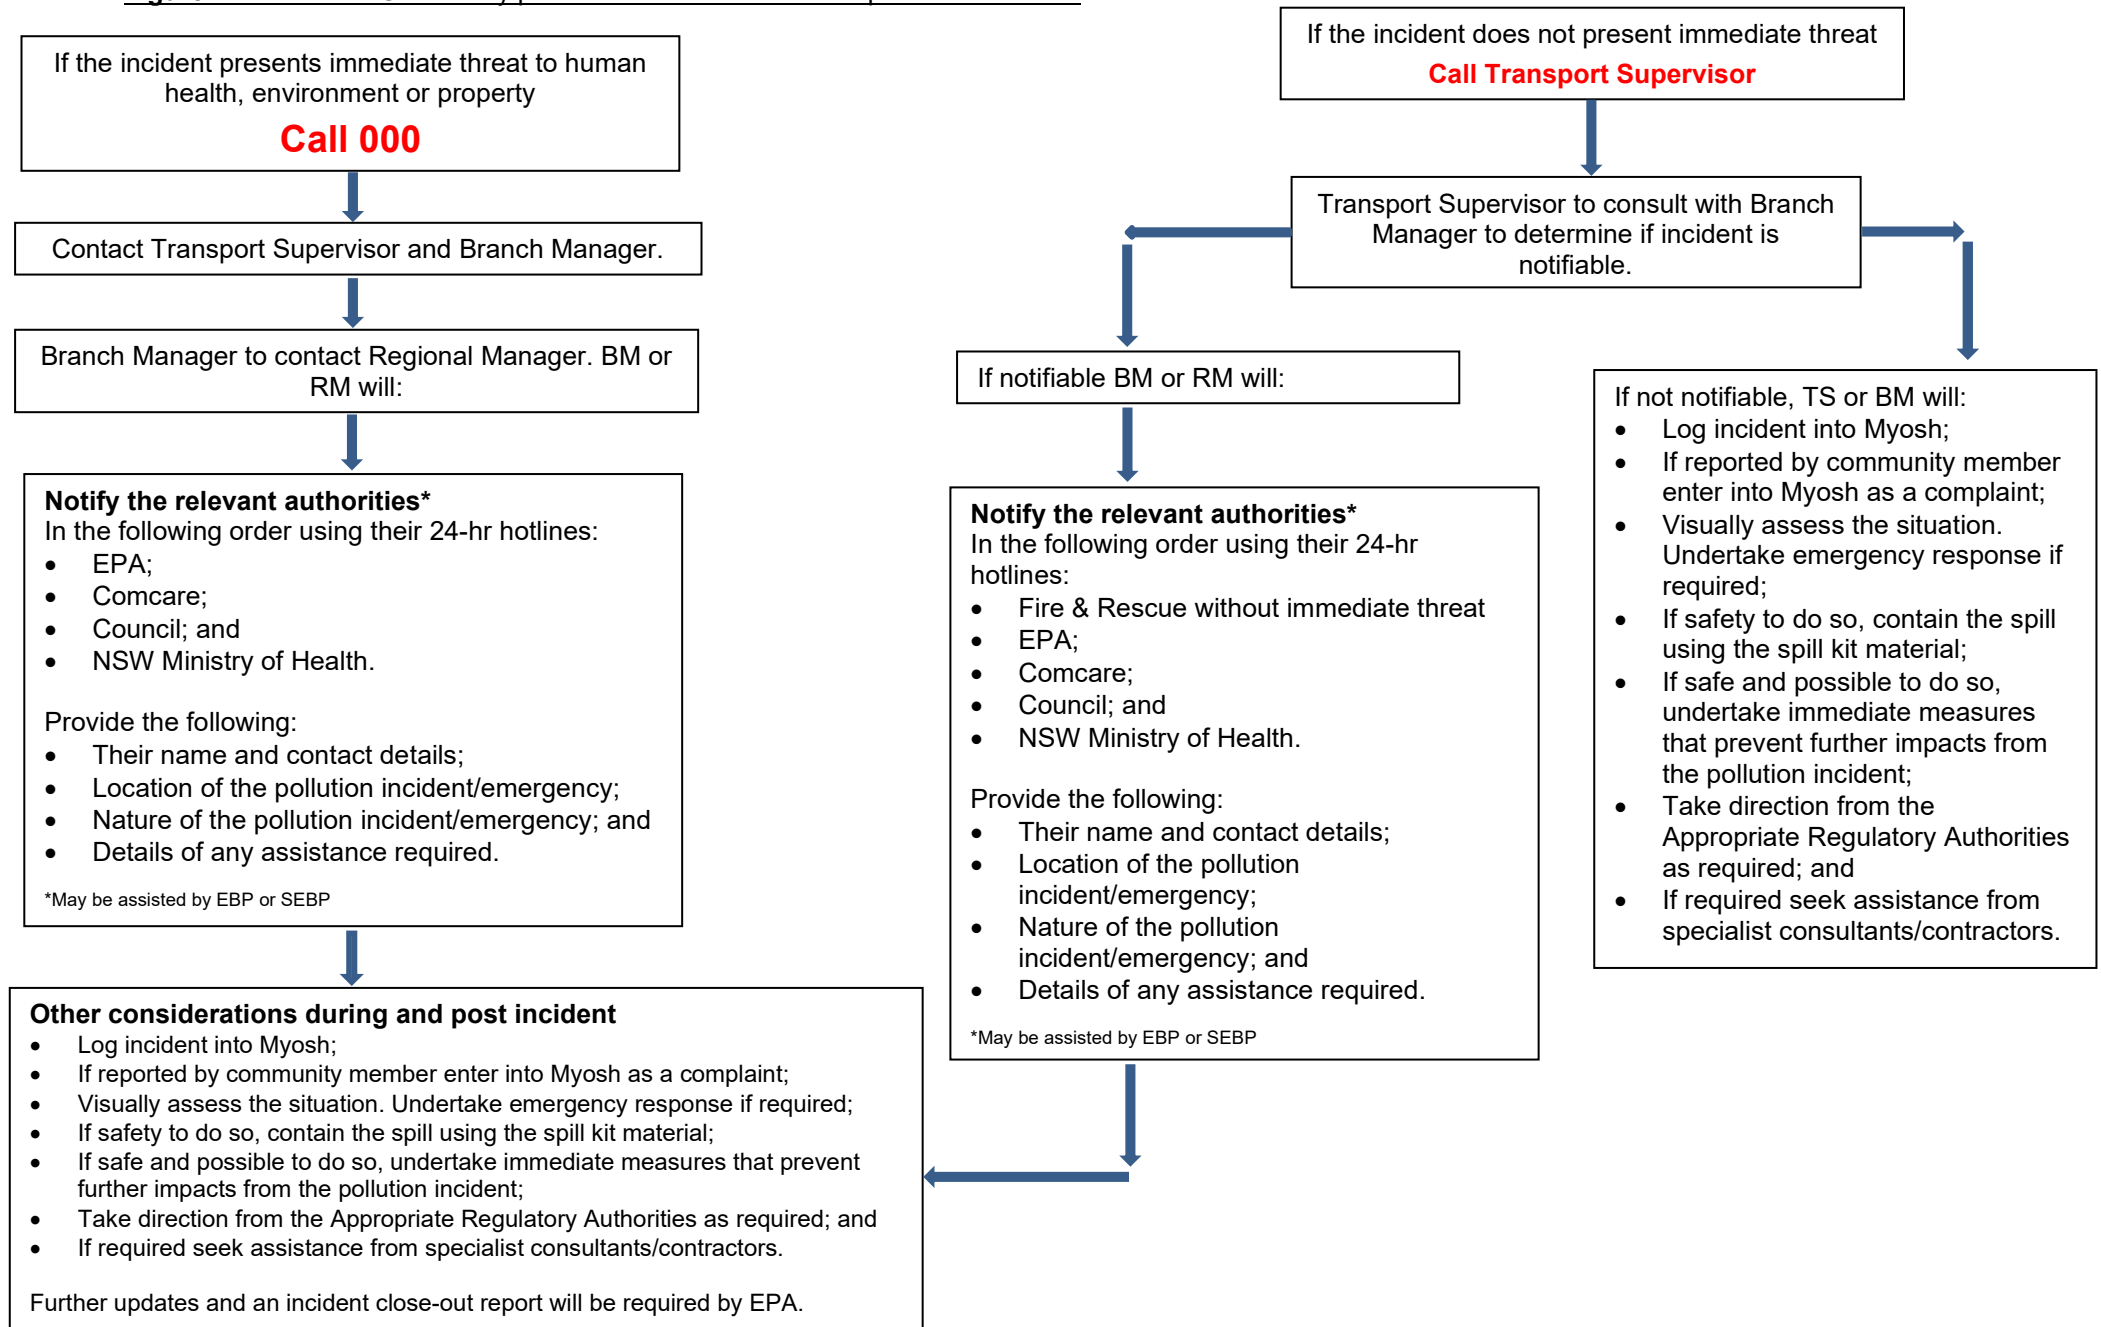 If the incident presents immediate threat to human
health, environment or property
Call 000
Contact Transport Supervisor and Branch Manager.
Branch Manager to contact Regional Manager. BM or
RM will:
Notify the relevant authorities*
In the following order using their 24-hr hotlines:
• EPA;
• Comcare;
• Council; and
• NSW Ministry of Health.
Provide the following:
• Their name and contact details;
• Location of the pollution incident/emergency;
• Nature of the pollution incident/emergency; and
• Details of any assistance required.
*May be assisted by EBP or SEBP
Other considerations during and post incident
• Log incident into Myosh;
• If reported by community member enter into Myosh as a complaint;
• Visually assess the situation. Undertake emergency response if required;
• If safety to do so, contain the spill using the spill kit material;
• If safe and possible to do so, undertake immediate measures that prevent
further impacts from the pollution incident;
• Take direction from the Appropriate Regulatory Authorities as required; and
• If required seek assistance from specialist consultants/contractors.
Further updates and an incident close-out report will be required by EPA.
If the incident does not present immediate threat
Call Transport Supervisor
Transport Supervisor to consult with Branch
Manager to determine if incident is
notifiable.
If notifiable BM or RM will:
Notify the relevant authorities*
In the following order using their 24-hr
hotlines:
• Fire & Rescue without immediate threat
• EPA;
• Comcare;
• Council; and
• NSW Ministry of Health.
Provide the following:
• Their name and contact details;
• Location of the pollution
incident/emergency;
• Nature of the pollution
incident/emergency; and
• Details of any assistance required.
*May be assisted by EBP or SEBP
If not notifiable, TS or BM will:
• Log incident into Myosh;
• If reported by community member
enter into Myosh as a complaint;
• Visually assess the situation.
Undertake emergency response if
required;
• If safety to do so, contain the spill
using the spill kit material;
• If safe and possible to do so,
undertake immediate measures
that prevent further impacts from
the pollution incident;
• Take direction from the
Appropriate Regulatory Authorities
as required; and
• If required seek assistance from
specialist consultants/contractors.